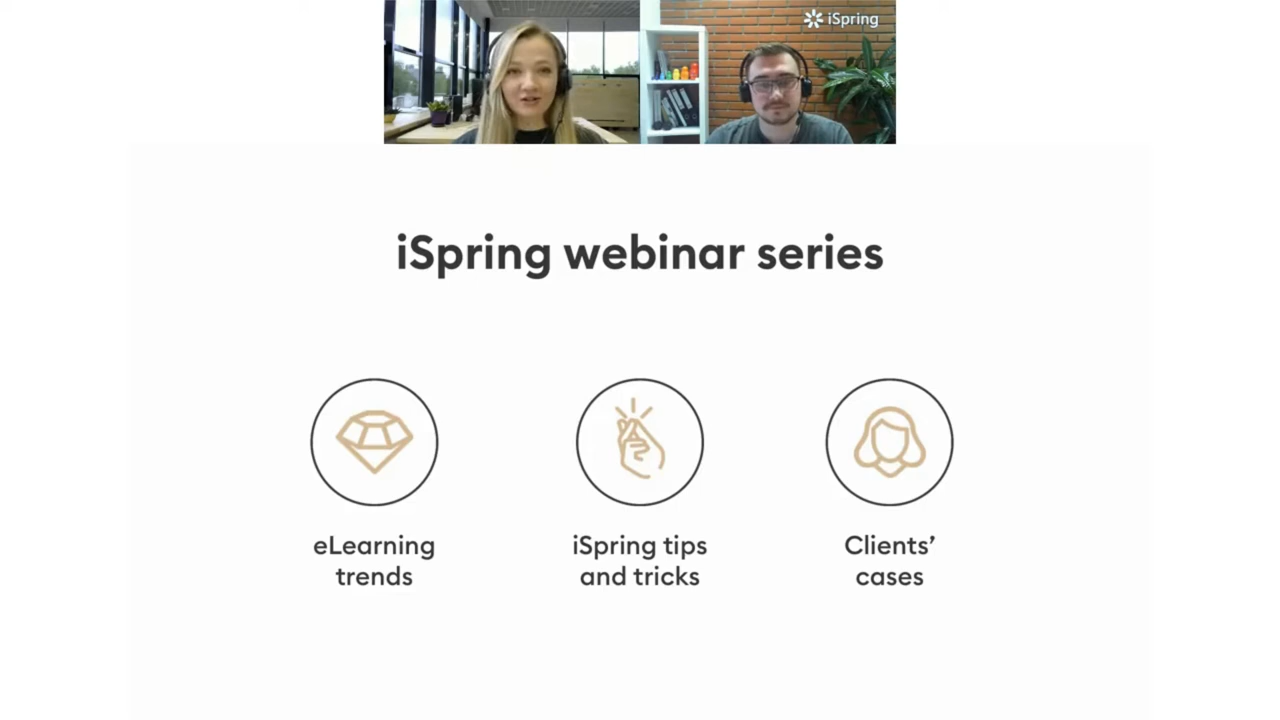 iSpring
iSpring webinar series
eLearning
trends
iSpring tips
and tricks
Clients’
cases